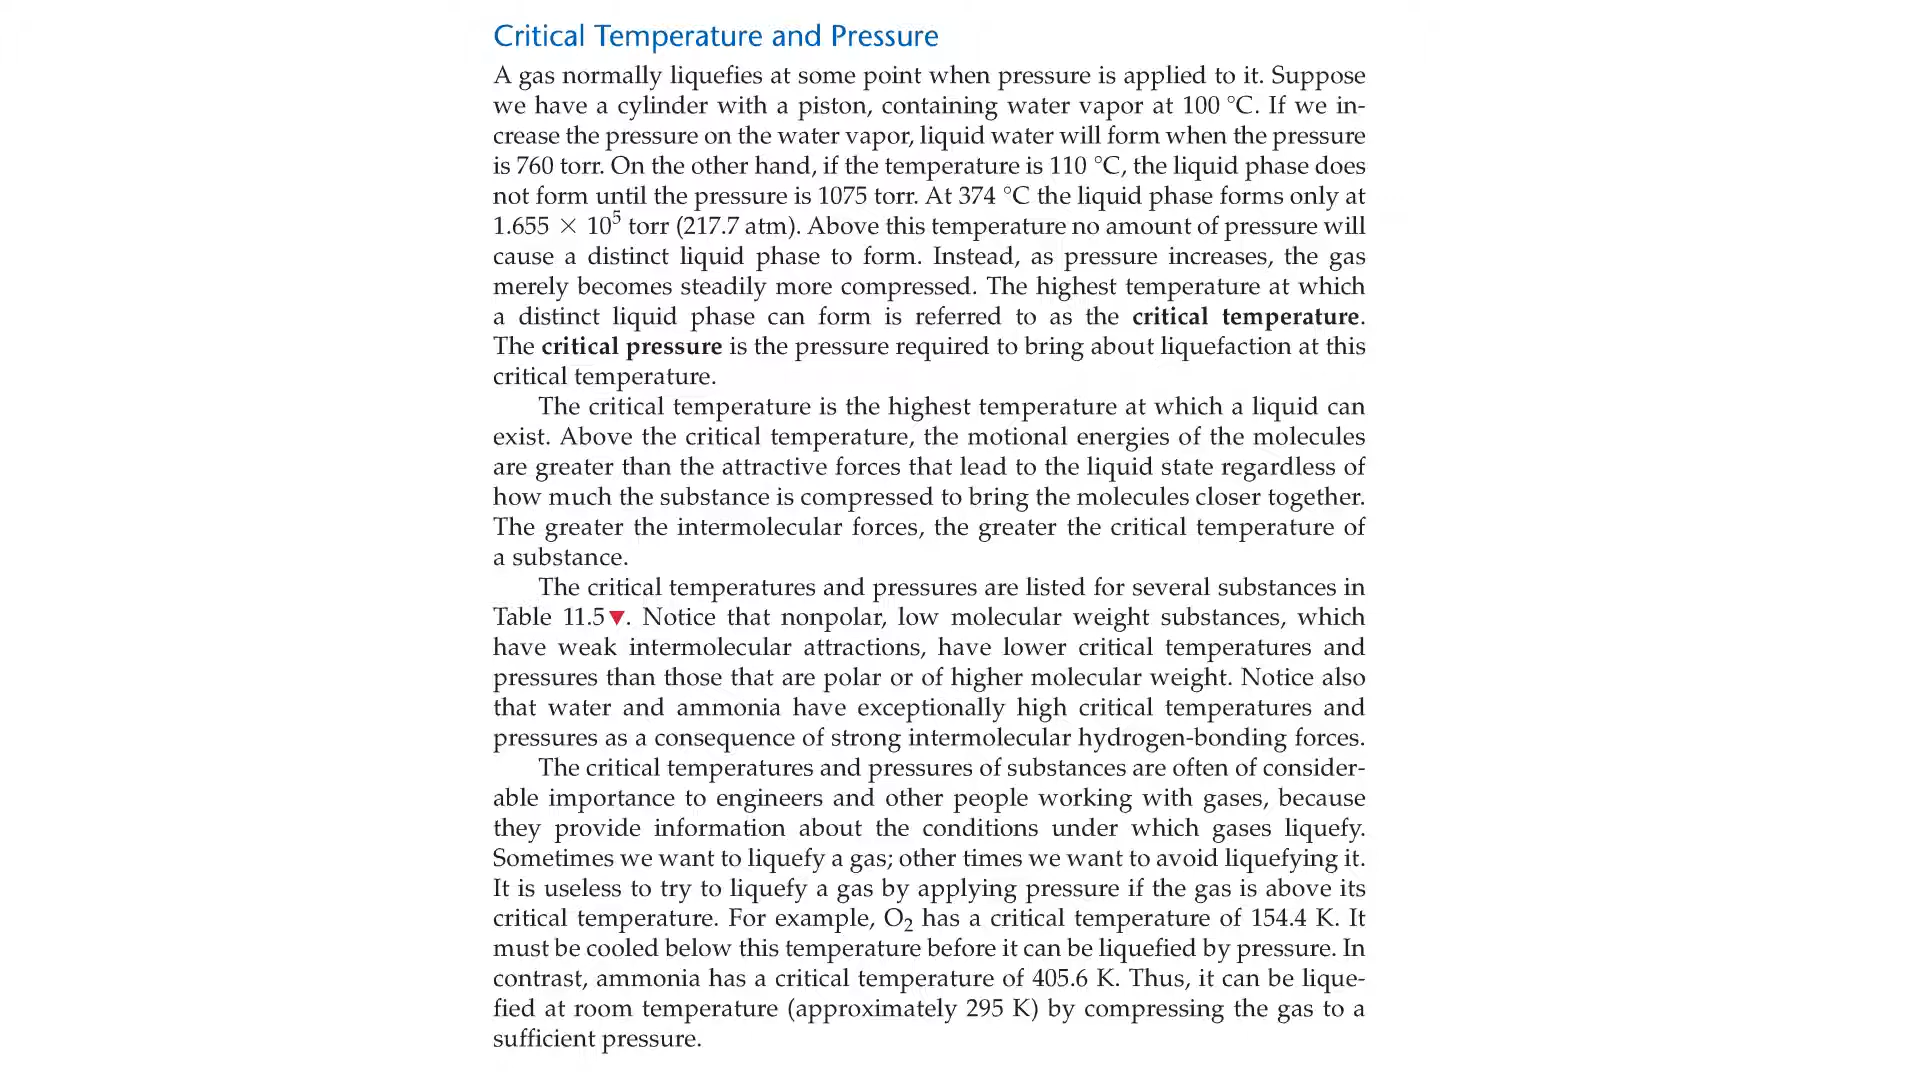 Critical Temperature and Pressure
A gas normally liquefies at some point when pressure is applied to it. Suppose
we have a cylinder with a piston, containing water vapor at 100 °C. If we in-
crease the pressure on the water vapor, liquid water will form when the pressure
is 760 torr. On the other hand, if the temperature is 110 °C, the liquid phase does
not form until the pressure is 1075 torr. At 374 °C the liquid phase forms only at
1.655 × 10⁵ torr (217.7 atm). Above this temperature no amount of pressure will
cause a distinct liquid phase to form. Instead, as pressure increases, the gas
merely becomes steadily more compressed. The highest temperature at which
a distinct liquid phase can form is referred to as the critical temperature.
The critical pressure is the pressure required to bring about liquefaction at this
critical temperature.
The critical temperature is the highest temperature at which a liquid can
exist. Above the critical temperature, the motional energies of the molecules
are greater than the attractive forces that lead to the liquid state regardless of
how much the substance is compressed to bring the molecules closer together.
The greater the intermolecular forces, the greater the critical temperature of
a substance.
The critical temperatures and pressures are listed for several substances in
Table 11.5▼. Notice that nonpolar, low molecular weight substances, which
have weak intermolecular attractions, have lower critical temperatures and
pressures than those that are polar or of higher molecular weight. Notice also
that water and ammonia have exceptionally high critical temperatures and
pressures as a consequence of strong intermolecular hydrogen-bonding forces.
The critical temperatures and pressures of substances are often of consider-
able importance to engineers and other people working with gases, because
they provide information about the conditions under which gases liquefy.
Sometimes we want to liquefy a gas; other times we want to avoid liquefying it.
It is useless to try to liquefy a gas by applying pressure if the gas is above its
critical temperature. For example, O₂ has a critical temperature of 154.4 K. It
must be cooled below this temperature before it can be liquefied by pressure. In
contrast, ammonia has a critical temperature of 405.6 K. Thus, it can be lique-
fied at room temperature (approximately 295 K) by compressing the gas to a
sufficient pressure.